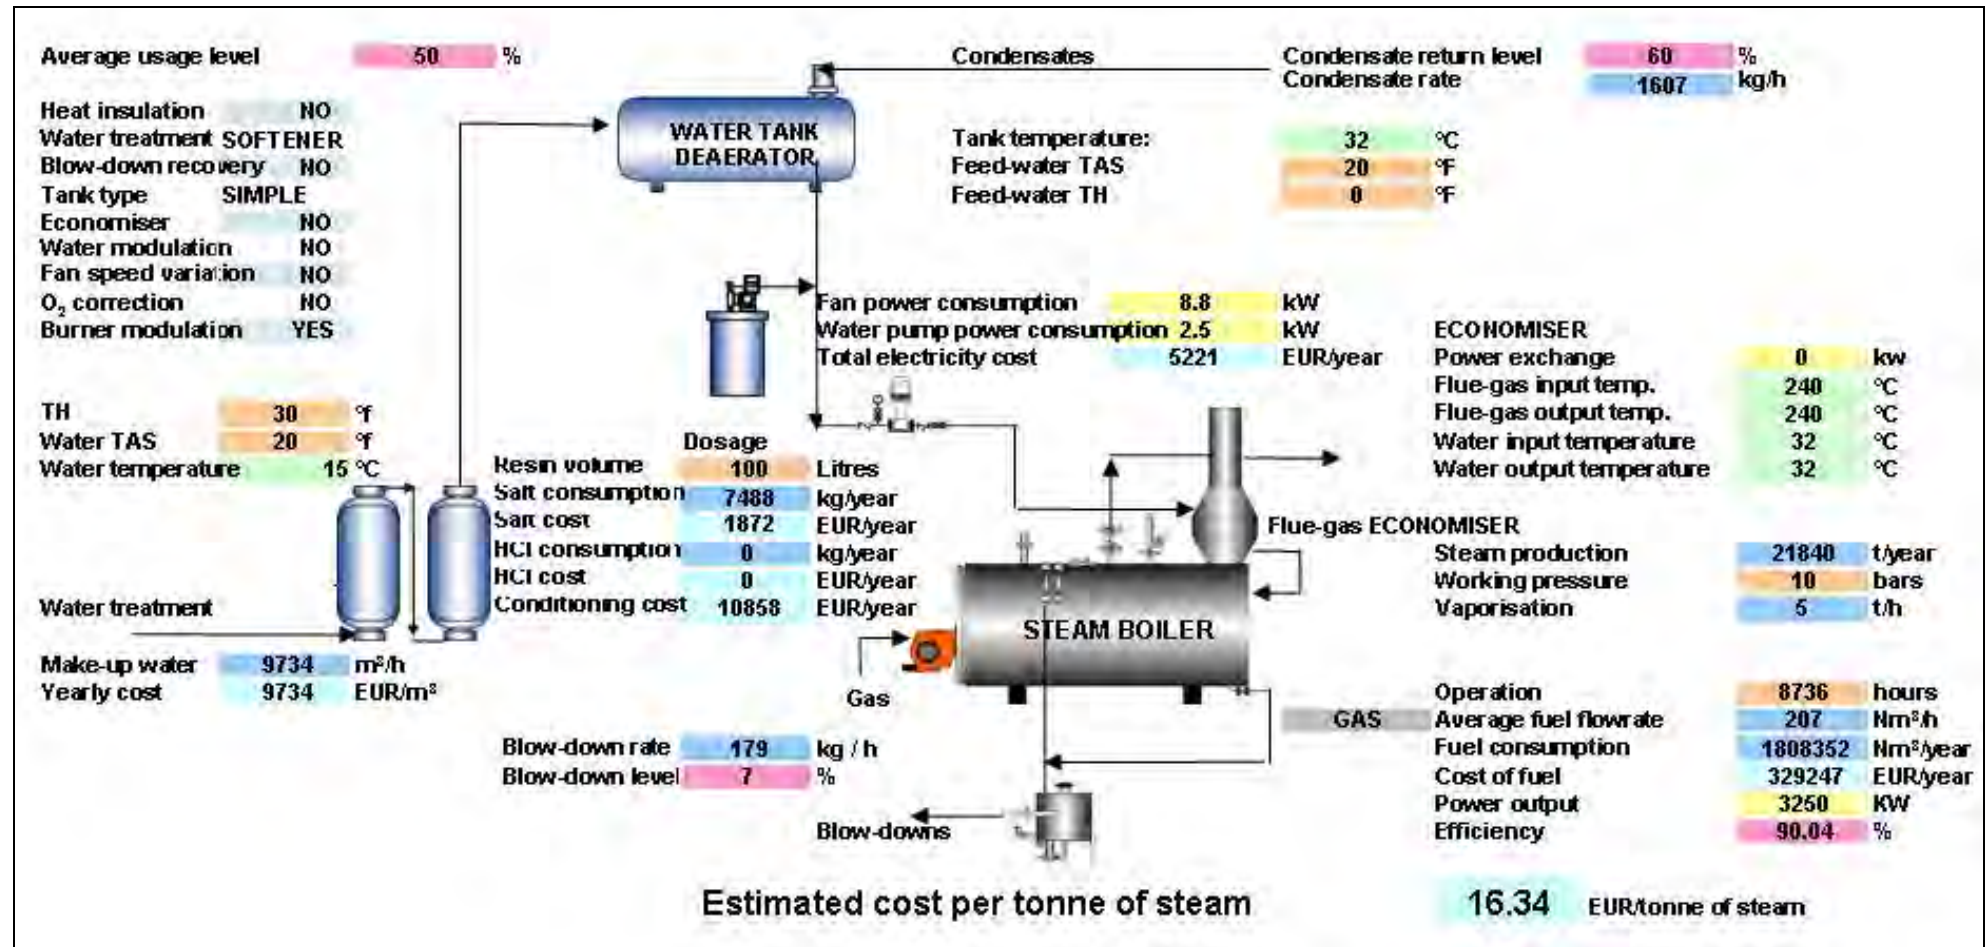 Average usage level 50 %
Condensates
Condensate return level 60 %
Condensate rate 1607 kg/h
Heat insulation NO
Water treatment SOFTENER
Blow-down recovery NO
Tank type SIMPLE
Economiser NO
Water modulation NO
Fan speed variation NO
O₂ correction NO
Burner modulation YES
WATER TANK
DEAERATOR
Tank temperature: 32 °C
Feed-water TAS 20 °F
Feed-water TH 0 °F
Fan power consumption 8.8 kW
Water pump power consumption 2.5 kW
Total electricity cost 5221 EUR/year
ECONOMISER
Power exchange 0 kw
Flue-gas input temp. 240 °C
Flue-gas output temp. 240 °C
Water input temperature 32 °C
Water output temperature 32 °C
TH 30 °f
Water TAS 20 °f
Water temperature 15 °C
Dosage
Resin volume 100 Litres
Salt consumption 7488 kg/year
Salt cost 1872 EUR/year
HCl consumption 0 kg/year
HCl cost 0 EUR/year
Conditioning cost 10858 EUR/year
Flue-gas ECONOMISER
Steam production 21840 t/year
Working pressure 10 bars
Vaporisation 5 t/h
Water treatment
STEAM BOILER
Make-up water 9734 m³/h
Yearly cost 9734 EUR/m³
Gas
GAS
Operation 8736 hours
Average fuel flowrate 207 Nm³/h
Fuel consumption 1808352 Nm³/year
Cost of fuel 329247 EUR/year
Power output 3250 KW
Efficiency 90.04 %
Blow-down rate 179 kg / h
Blow-down level 7 %
Blow-downs
Estimated cost per tonne of steam 16.34 EUR/tonne of steam